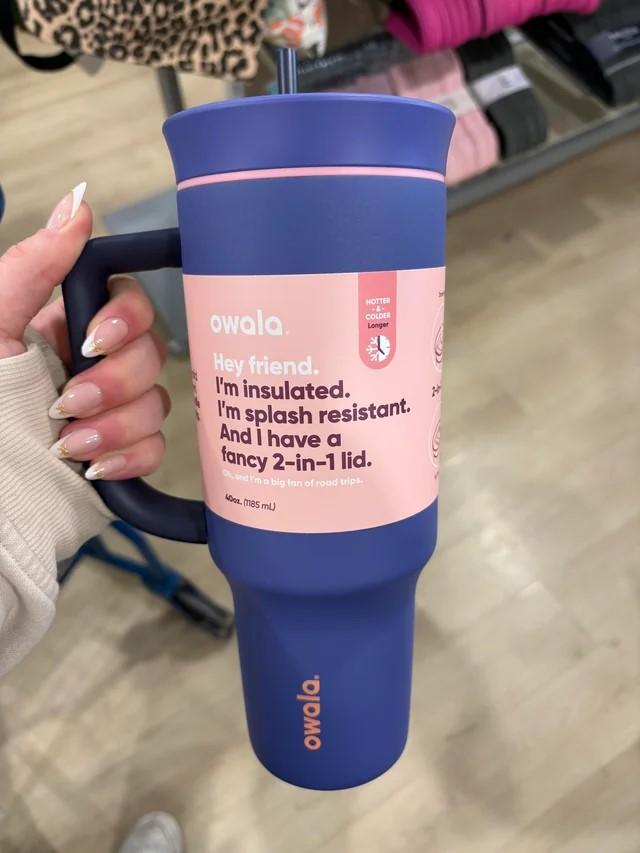 owala.
HOTTER
- & -
COLDER
Longer
Hey friend.
I'm insulated.
I'm splash resistant.
And I have a
fancy 2-in-1 lid.
Oh, and I'm a big fan of road trips.
40oz. (1185 mL)
owala.